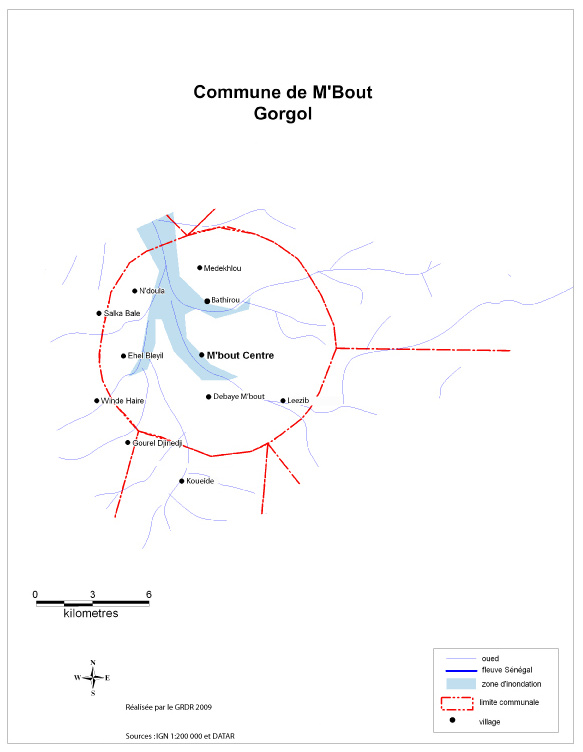 Commune de M'Bout
Gorgol
Medekhlou
N'doula
Bathirou
Salka Bale
Ehel Bleyil
M'bout Centre
Winde Haire
Debaye M'bout
Leezib
Gourel Djinedji
Koueide
0 3 6
kilometres
N
W E
S
Réalisée par le GRDR 2009
Sources : IGN 1:200 000 et DATAR
oued
fleuve Sénégal
zone d'inondation
limite communale
village